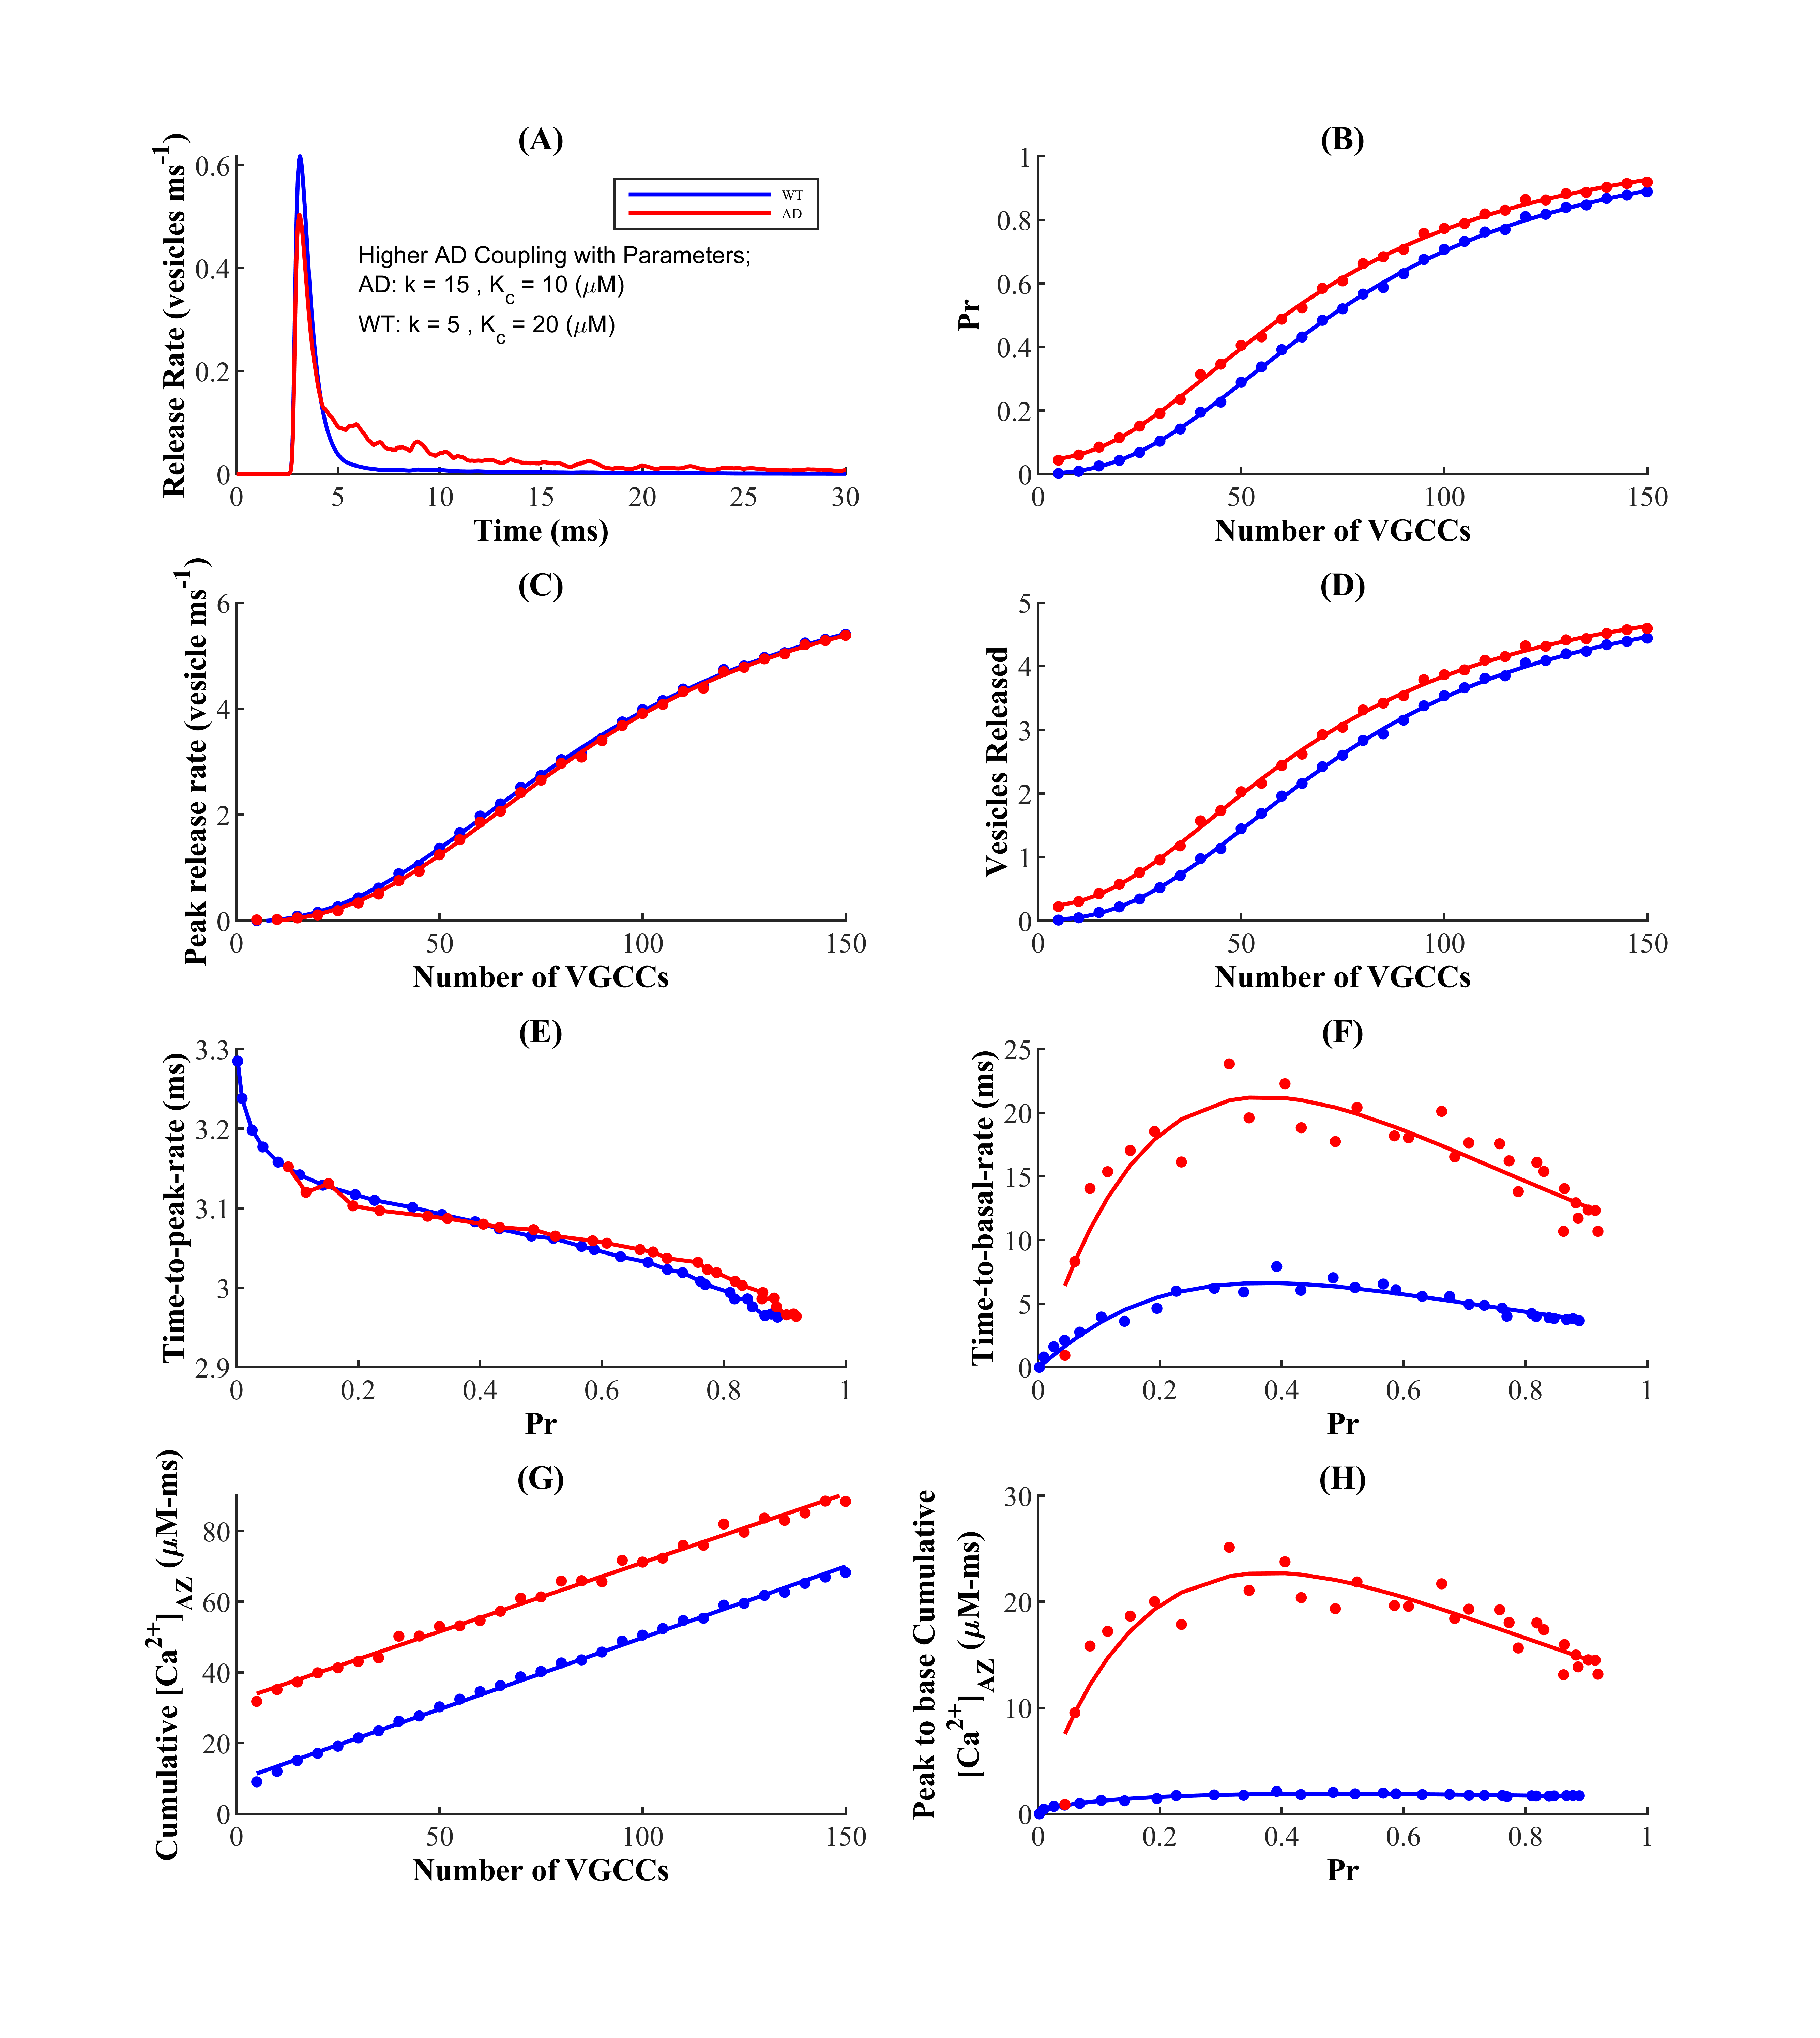 (A)
Release Rate (vesicles ms-1)
0.6
0.4
0.2
0
WT
AD
Higher AD Coupling with Parameters;
AD: k = 15 , Kc = 10 (μM)
WT: k = 5 , Kc = 20 (μM)
0 5 10 15 20 25 30
Time (ms)
(B)
Pr
1
0.8
0.6
0.4
0.2
0
0 50 100 150
Number of VGCCs
(C)
Peak release rate (vesicle ms-1)
6
4
2
0
0 50 100 150
Number of VGCCs
(D)
Vesicles Released
5
4
3
2
1
0
0 50 100 150
Number of VGCCs
(E)
Time-to-peak-rate (ms)
3.3
3.2
3.1
3
2.9
0 0.2 0.4 0.6 0.8 1
Pr
(F)
Time-to-basal-rate (ms)
25
20
15
10
5
0
0 0.2 0.4 0.6 0.8 1
Pr
(G)
Cumulative [Ca2+]AZ (μM-ms)
80
60
40
20
0
0 50 100 150
Number of VGCCs
(H)
Peak to base Cumulative
[Ca2+]AZ (μM-ms)
30
20
10
0
0 0.2 0.4 0.6 0.8 1
Pr